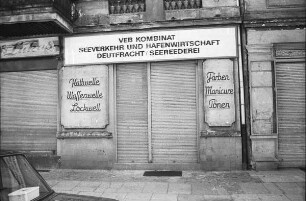 VEB KOMBINAT
SEEVERKEHR UND HAFENWIRTSCHAFT
DEUTFRACHT / SEEREEDEREI
Kaltwelle
Wasserwelle
Lockwell
Färben
Maniküre
Tönen